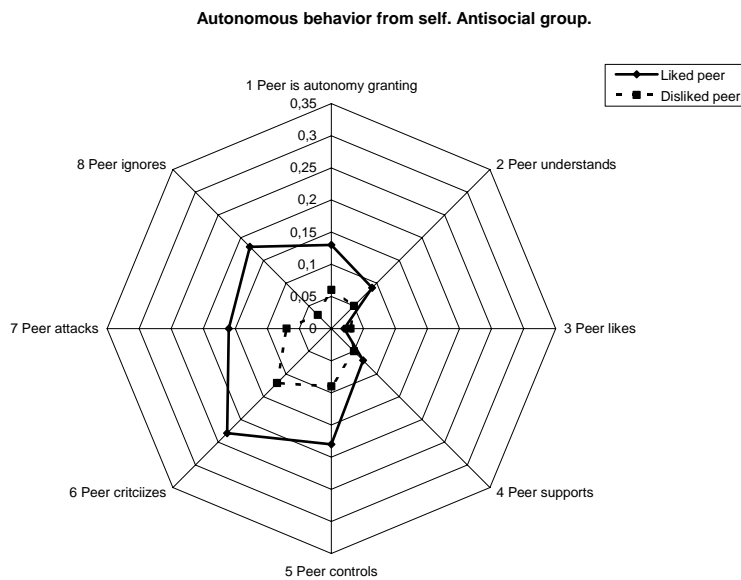 Autonomous behavior from self. Antisocial group.
Liked peer
Disliked peer
1 Peer is autonomy granting
0,35
0,3
0,25
0,2
0,15
0,1
0,05
0
2 Peer understands
3 Peer likes
4 Peer supports
5 Peer controls
6 Peer critciizes
7 Peer attacks
8 Peer ignores